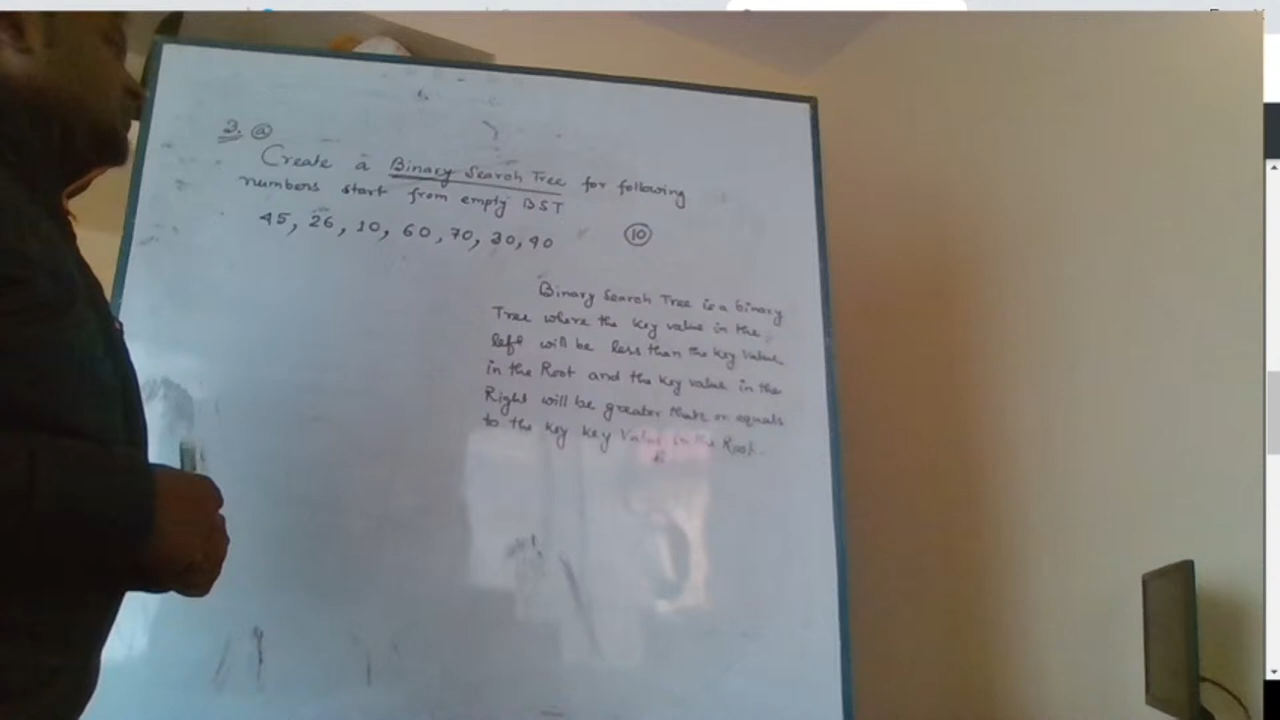 3. a
Create a Binary Search Tree for following
numbers start from empty BST
45, 26, 10, 60, 70, 30, 90
10
Binary Search Tree is a binary
Tree where the key value in the
left will be less than the key value
in the Root and the key value in the
Right will be greater than or equals
to the key key Value in the Root.